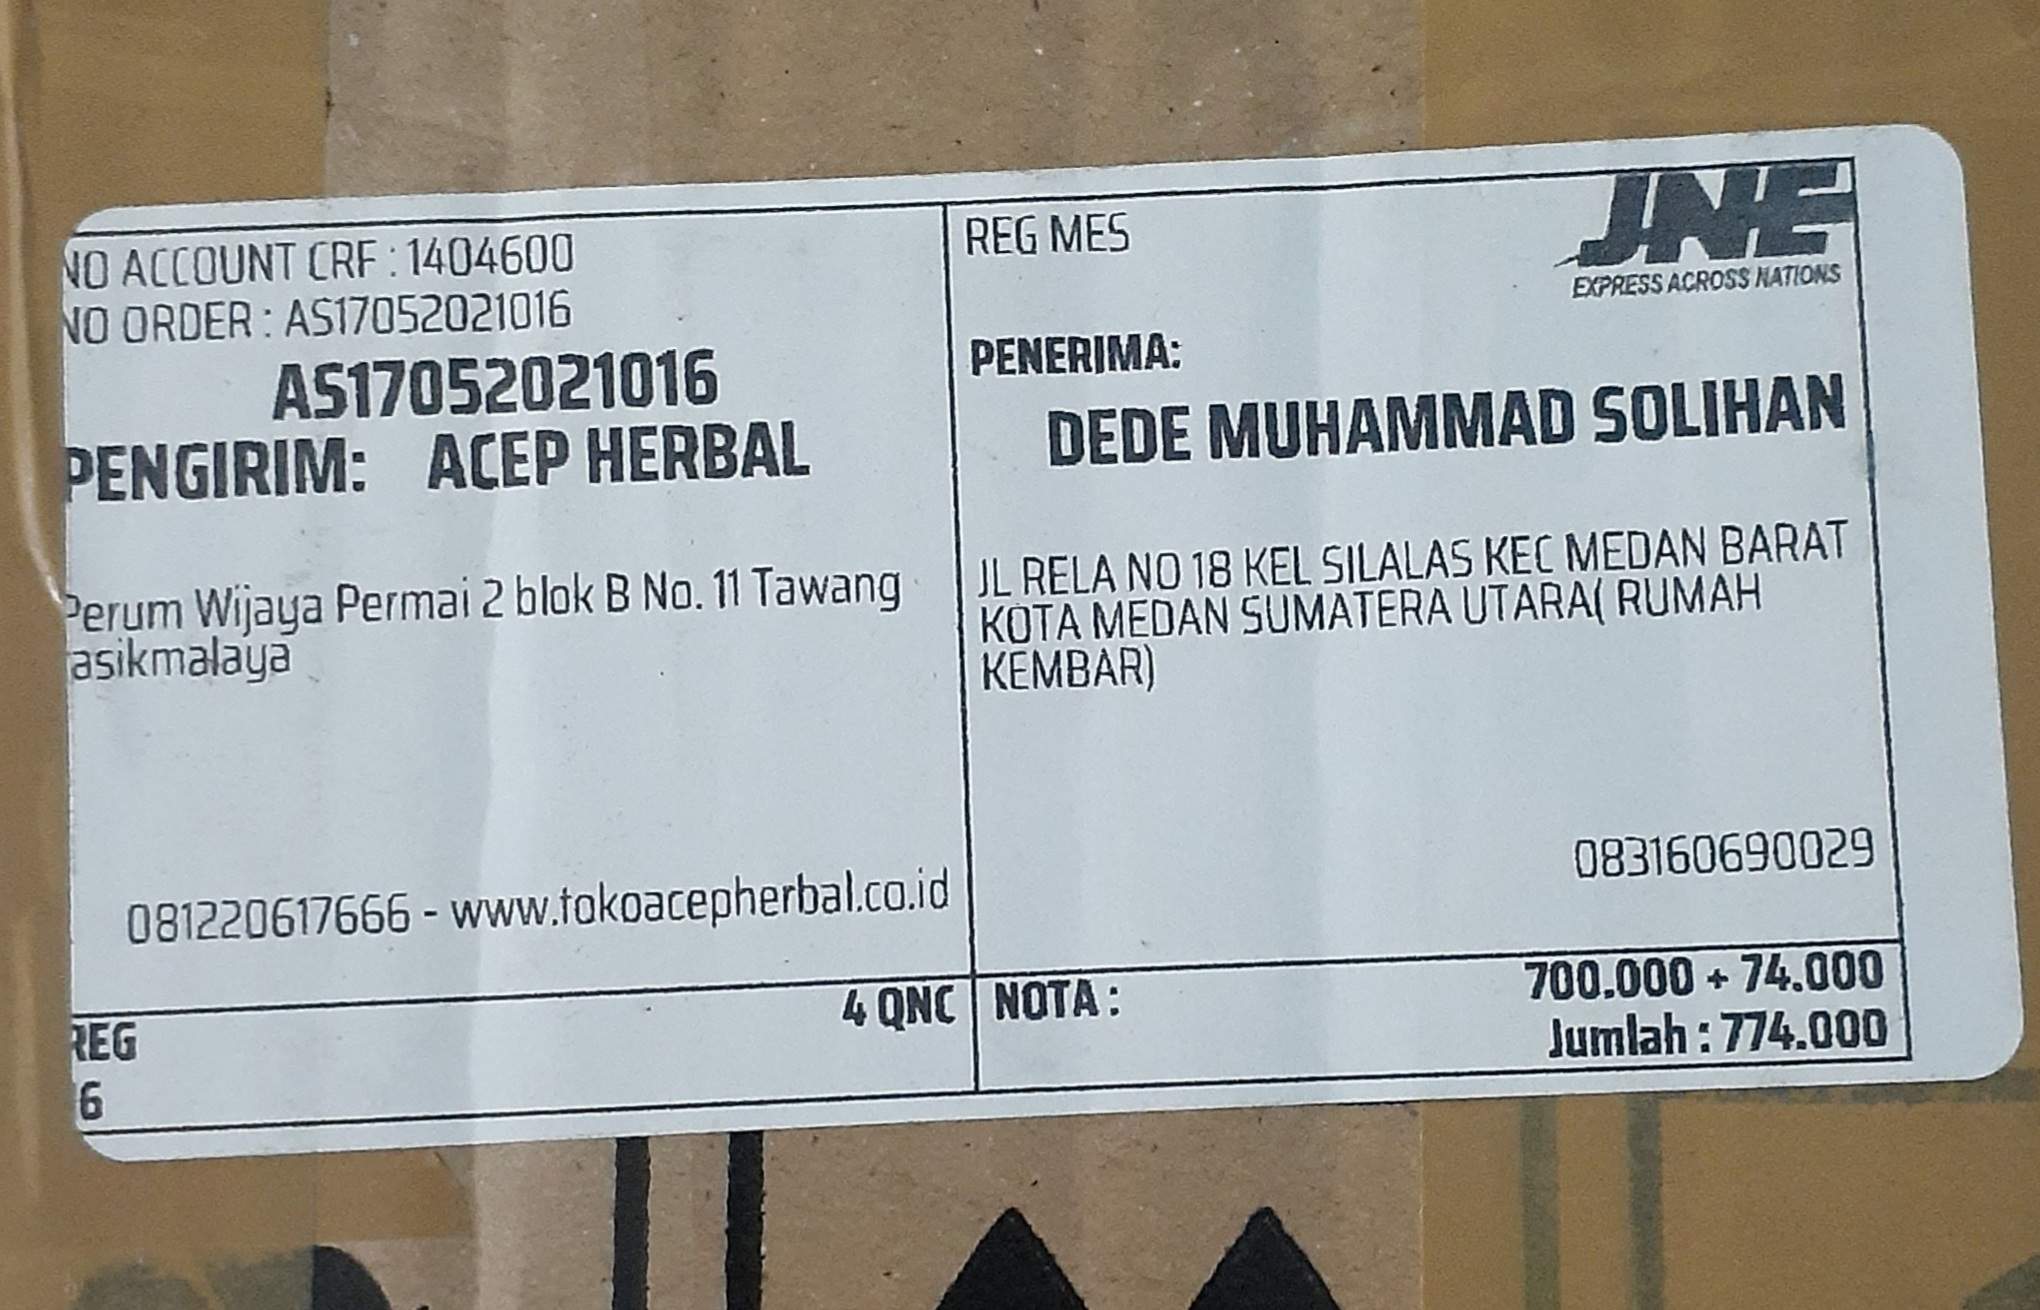 NO ACCOUNT CRF : 1404600
NO ORDER : AS17052021016
AS17052021016
PENGIRIM: ACEP HERBAL
Perum Wijaya Permai 2 blok B No. 11 Tawang
asikmalaya
081220617666 - www.tokoacepherbal.co.id
REG
4 QNC
6
REG MES
JNE
EXPRESS ACROSS NATIONS
PENERIMA:
DEDE MUHAMMAD SOLIHAN
JL RELA NO 18 KEL SILALAS KEC MEDAN BARAT
KOTA MEDAN SUMATERA UTARA( RUMAH
KEMBAR)
083160690029
NOTA :
700.000 + 74.000
Jumlah : 774.000